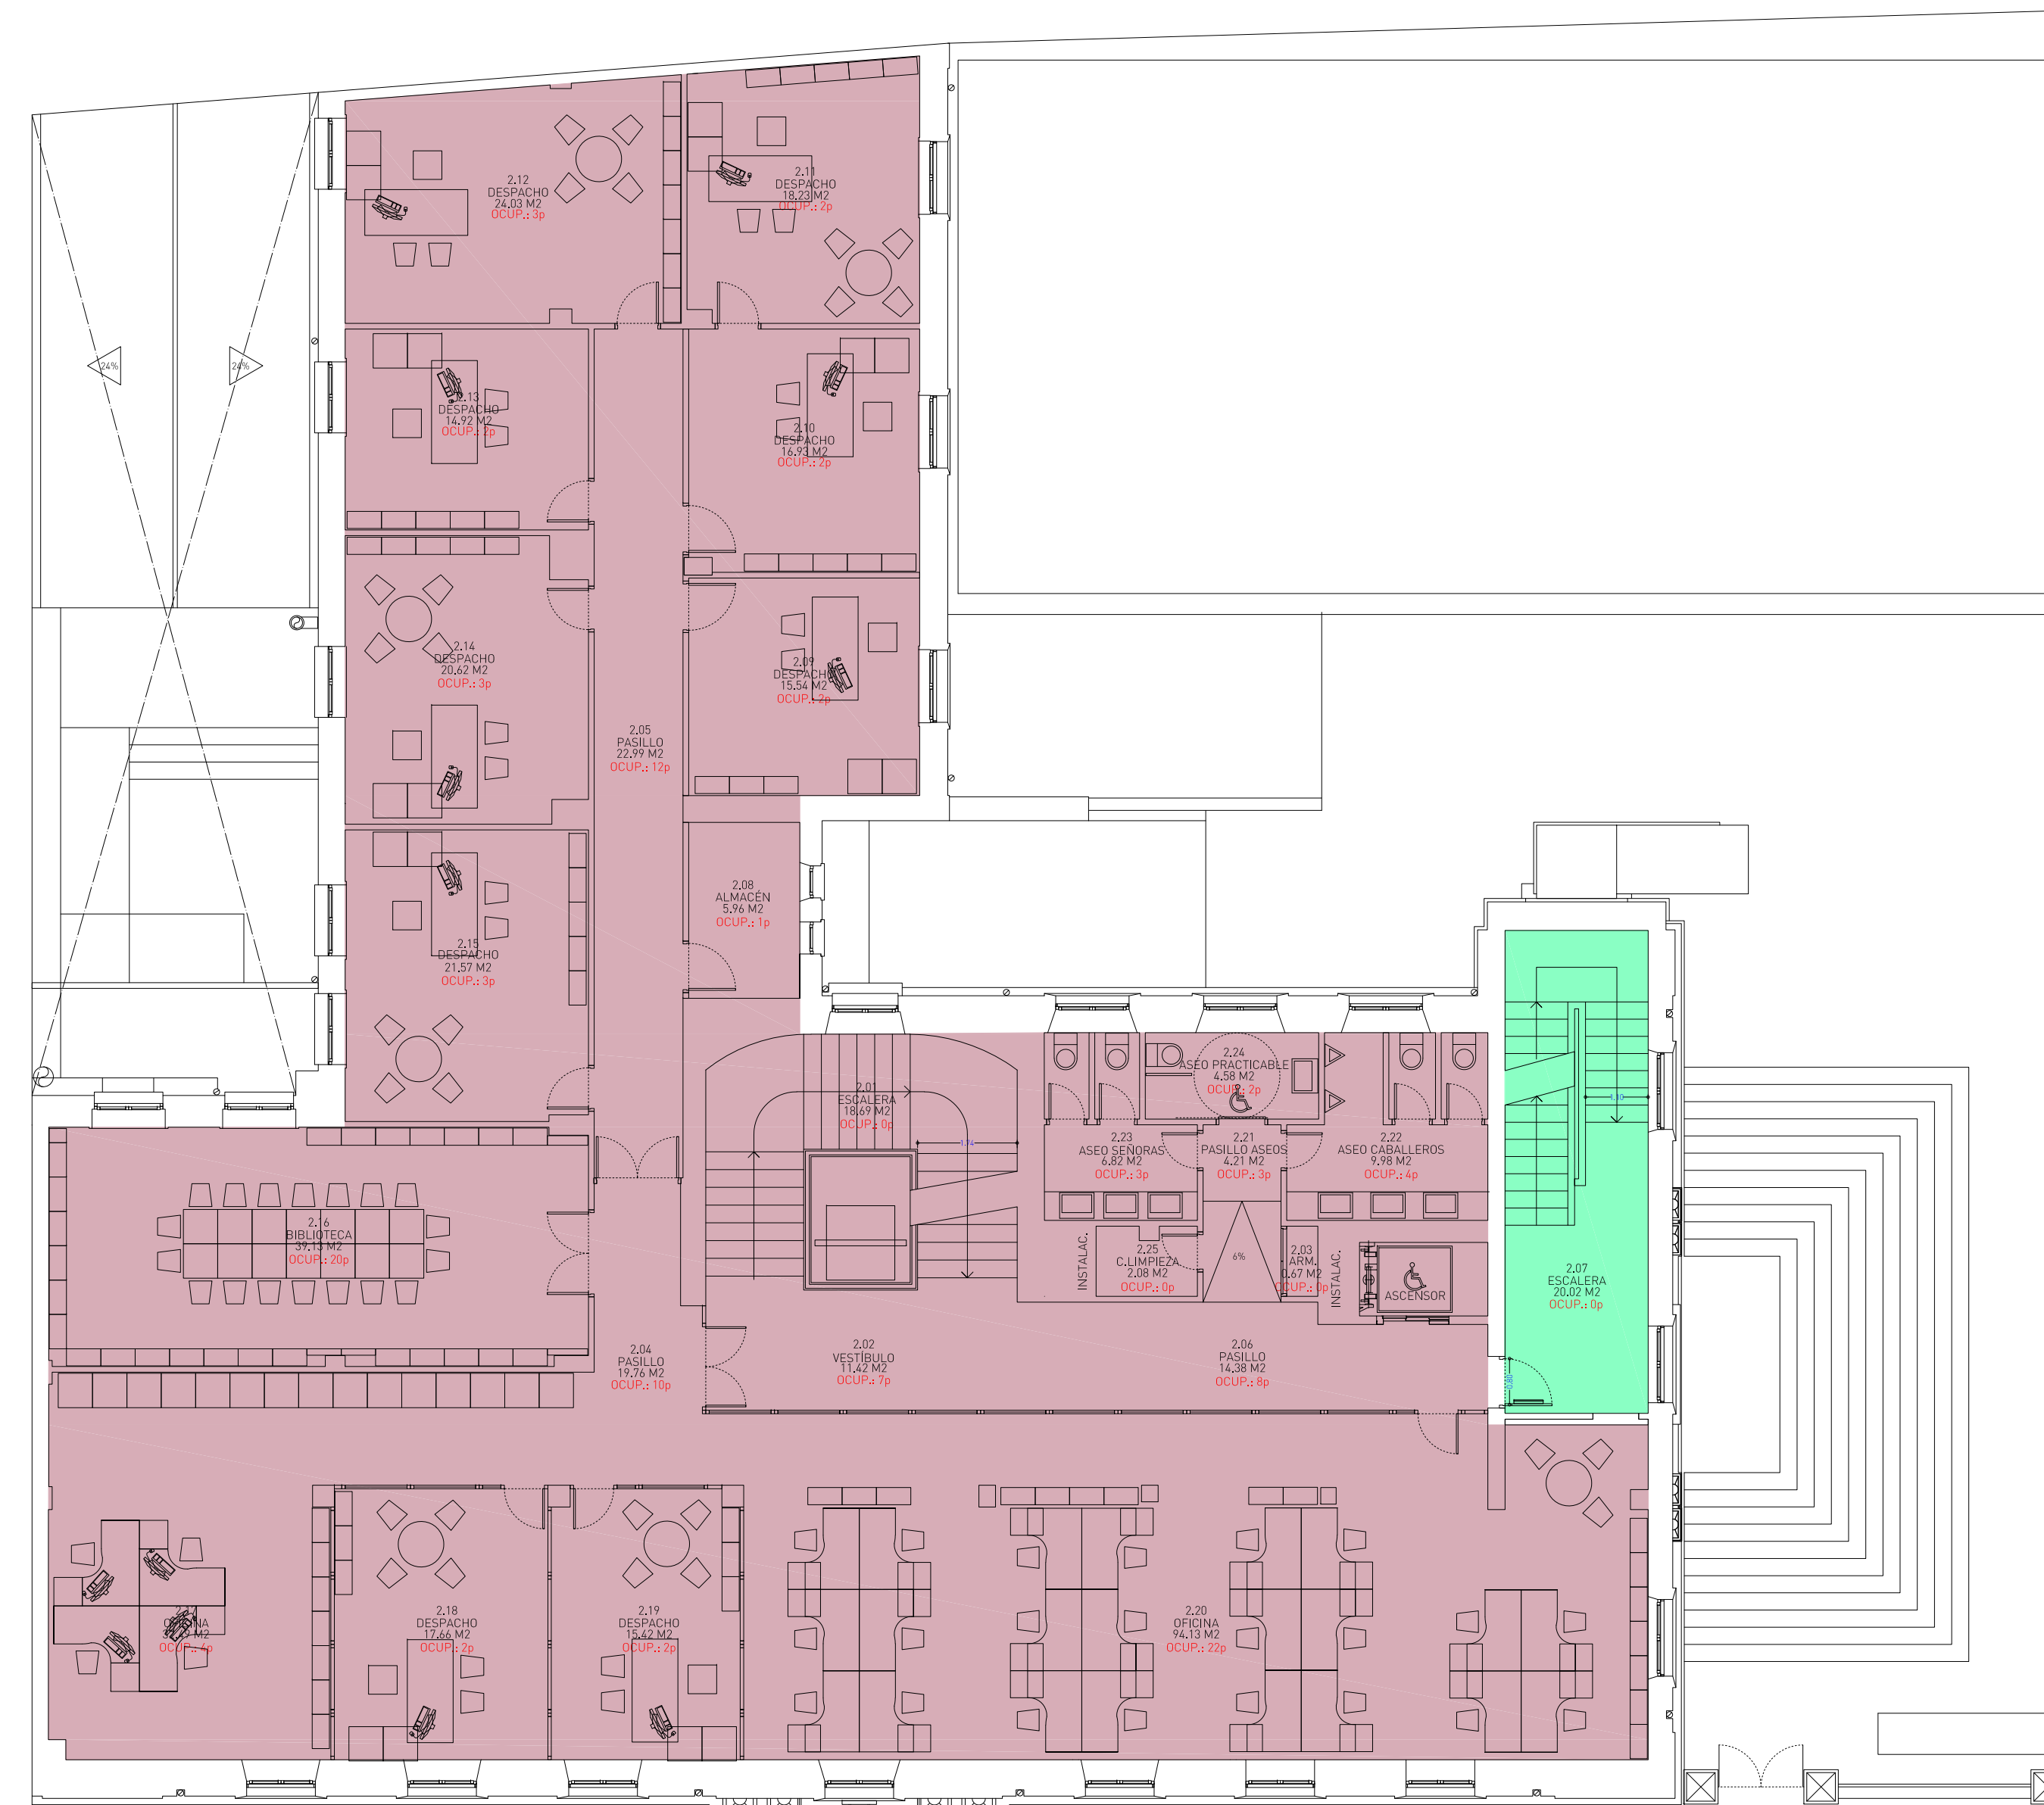 2.12
DESPACHO
24.03 M2
OCUP.: 3p
2.11
DESPACHO
18.23 M2
OCUP.: 2p
24%
24%
2.13
DESPACHO
14.92 M2
OCUP.: 2p
2.10
DESPACHO
16.93 M2
OCUP.: 2p
2.14
DESPACHO
20.62 M2
OCUP.: 3p
2.09
DESPACHO
15.54 M2
OCUP.: 2p
2.05
PASILLO
22.99 M2
OCUP.: 12p
2.08
ALMACÉN
5.96 M2
OCUP.: 1p
2.15
DESPACHO
21.57 M2
OCUP.: 3p
2.01
ESCALERA
18.69 M2
OCUP.: 0p
1.74
2.24
ASEO PRACTICABLE
4.58 M2
OCUP.: 2p
1.10
2.23
ASEO SEÑORAS
6.82 M2
OCUP.: 3p
2.21
PASILLO ASEOS
4.21 M2
OCUP.: 3p
2.22
ASEO CABALLEROS
9.98 M2
OCUP.: 4p
2.16
BIBLIOTECA
39.13 M2
OCUP.: 20p
INSTALAC.
2.25
C.LIMPIEZA
2.08 M2
OCUP.: 0p
6%
2.03
ARM.
0.67 M2
OCUP.: 0p
INSTALAC.
ASCENSOR
2.07
ESCALERA
20.02 M2
OCUP.: 0p
2.04
PASILLO
19.76 M2
OCUP.: 10p
2.02
VESTÍBULO
11.42 M2
OCUP.: 7p
2.06
PASILLO
14.38 M2
OCUP.: 8p
0.80
OFICINA
OCUP.: 4p
2.18
DESPACHO
17.66 M2
OCUP.: 2p
2.19
DESPACHO
15.42 M2
OCUP.: 2p
2.20
OFICINA
94.13 M2
OCUP.: 22p